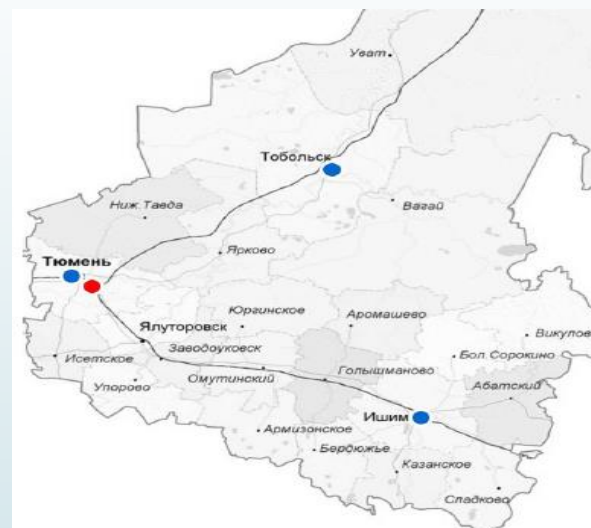 Уват
Тобольск
Ниж.Тавда
Вагай
Ярково
Тюмень
Юргинское
Аромашево
Ялуторовск
Викулово
Заводоуковск
Бол.Сорокино
Исетское
Голышманово
Упорово
Омутинский
Абатский
Ишим
Армизонское
Бердюжье
Казанское
Сладково